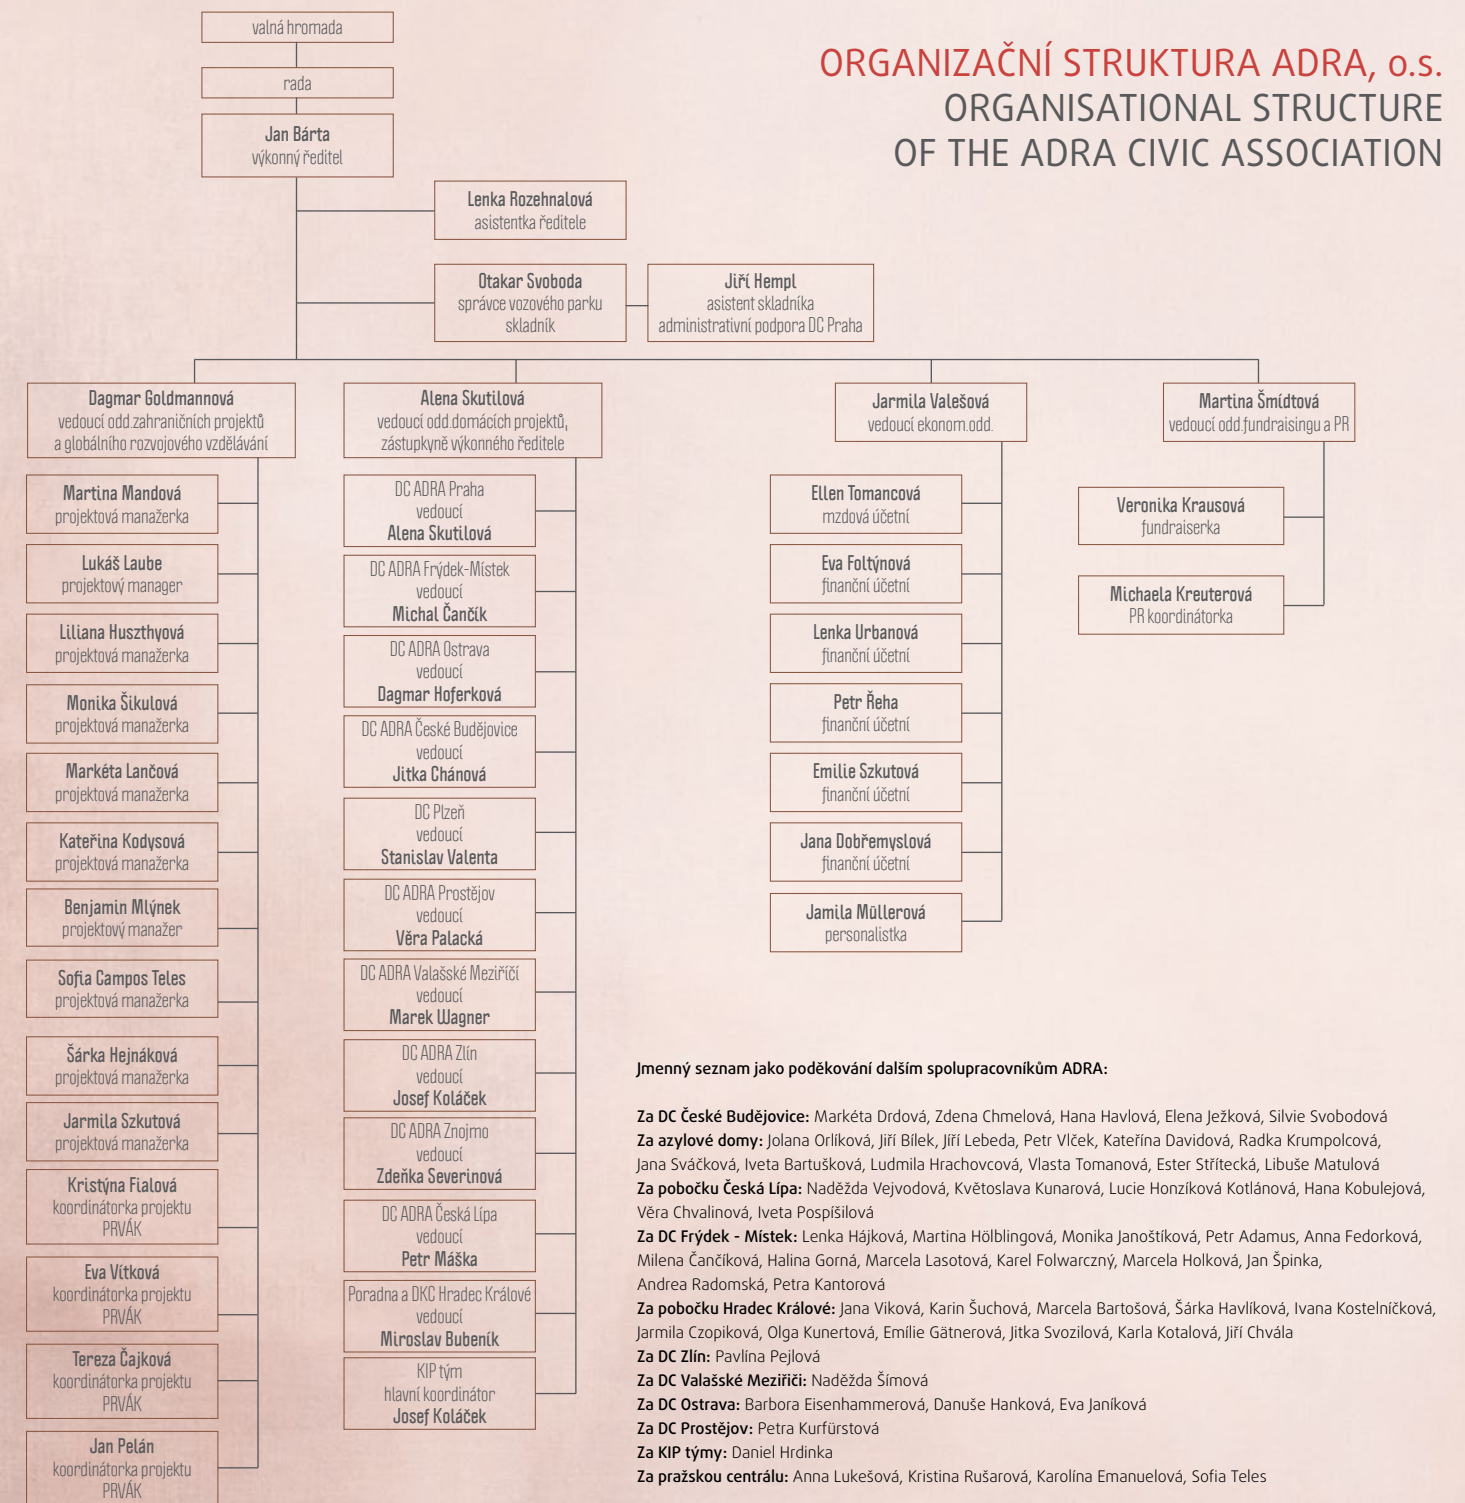 valná hromada
rada
Jan Bárta
výkonný ředitel
ORGANIZAČNÍ STRUKTURA ADRA, o.s.
ORGANISATIONAL STRUCTURE
OF THE ADRA CIVIC ASSOCIATION
Lenka Rozehnalová
asistentka ředitele
Otakar Svoboda
správce vozového parku
skladník
Jiří Hempl
asistent skladníka
administrativní podpora DC Praha
Dagmar Goldmannová
vedoucí odd.zahraničních projektů
a globálního rozvojového vzdělávání
Martina Mandová
projektová manažerka
Lukáš Laube
projektový manager
Liliana Huszthyová
projektová manažerka
Monika Šikulová
projektová manažerka
Markéta Lančová
projektová manažerka
Kateřina Kodysová
projektová manažerka
Benjamin Mlýnek
projektový manažer
Sofia Campos Teles
projektová manažerka
Šárka Hejnáková
projektová manažerka
Jarmila Szkutová
projektová manažerka
Kristýna Fialová
koordinátorka projektu
PRVÁK
Eva Vítková
koordinátorka projektu
PRVÁK
Tereza Čajková
koordinátorka projektu
PRVÁK
Jan Pelán
koordinátorka projektu
PRVÁK
Alena Skutilová
vedoucí odd.domácích projektů,
zástupkyně výkonného ředitele
DC ADRA Praha
vedoucí
Alena Skutilová
DC ADRA Frýdek-Místek
vedoucí
Michal Čančík
DC ADRA Ostrava
vedoucí
Dagmar Hoferková
DC ADRA České Budějovice
vedoucí
Jitka Chánová
DC Plzeň
vedoucí
Stanislav Valenta
DC ADRA Prostějov
vedoucí
Věra Palacká
DC ADRA Valašské Meziříčí
vedoucí
Marek Wagner
DC ADRA Zlín
vedoucí
Josef Koláček
DC ADRA Znojmo
vedoucí
Zdeňka Severinová
DC ADRA Česká Lípa
vedoucí
Petr Máška
Poradna a DKC Hradec Králové
vedoucí
Miroslav Bubeník
KIP tým
hlavní koordinátor
Josef Koláček
Jarmila Valešová
vedoucí ekonom.odd.
Ellen Tomancová
mzdová účetní
Eva Foltýnová
finanční účetní
Lenka Urbanová
finanční účetní
Petr Řeha
finanční účetní
Emilie Szkutová
finanční účetní
Jana Dobřemyslová
finanční účetní
Jamila Müllerová
personalistka
Martina Šmídtová
vedoucí odd.fundraisingu a PR
Veronika Krausová
fundraiserka
Michaela Kreuterová
PR koordinátorka
Jmenný seznam jako poděkování dalším spolupracovníkům ADRA:
Za DC České Budějovice: Markéta Drdová, Zdena Chmelová, Hana Havlová, Elena Ježková, Silvie Svobodová
Za azylové domy: Jolana Orlíková, Jiří Bílek, Jíří Lebeda, Petr Vlček, Kateřína Davidová, Radka Krumpolcová,
Jana Sváčková, Iveta Bartušková, Ludmila Hrachovcová, Vlasta Tomanová, Ester Střítecká, Libuše Matulová
Za pobočku Česká Lípa: Naděžda Vejvodová, Květoslava Kunarová, Lucie Honzíková Kotlánová, Hana Kobulejová,
Věra Chvalinová, Iveta Pospíšilová
Za DC Frýdek - Místek: Lenka Hájková, Martina Hölblingová, Monika Janoštíková, Petr Adamus, Anna Fedorková,
Milena Čančíková, Halina Gorná, Marcela Lasotová, Karel Folwarczný, Marcela Holková, Jan Špinka,
Andrea Radomská, Petra Kantorová
Za pobočku Hradec Králové: Jana Viková, Karin Šuchová, Marcela Bartošová, Šárka Havlíková, Ivana Kostelníčková,
Jarmila Czopiková, Olga Kunertová, Emílie Gätnerová, Jitka Svozilová, Karla Kotalová, Jiří Chvála
Za DC Zlín: Pavlína Pejlová
Za DC Valašské Meziřiči: Naděžda Šímová
Za DC Ostrava: Barbora Eisenhammerová, Danuše Hanková, Eva Janíková
Za DC Prostějov: Petra Kurfürstová
Za KIP týmy: Daniel Hrdinka
Za pražskou centrálu: Anna Lukešová, Kristina Rušarová, Karolína Emanuelová, Sofia Teles